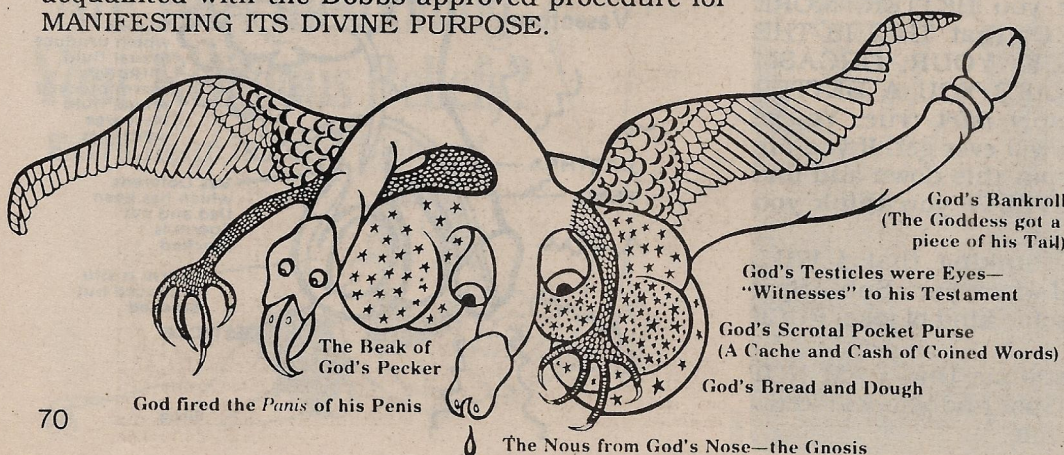 acquainted with the Dobbs approved procedure for
MANIFESTING ITS DIVINE PURPOSE.
God's Bankroll
(The Goddess got a
piece of his Tail)
God's Testicles were Eyes—
"Witnesses" to his Testament
The Beak of
God's Pecker
God's Scrotal Pocket Purse
(A Cache and Cash of Coined Words)
God's Bread and Dough
God fired the Panis of his Penis
70
The Nous from God's Nose—the Gnosis